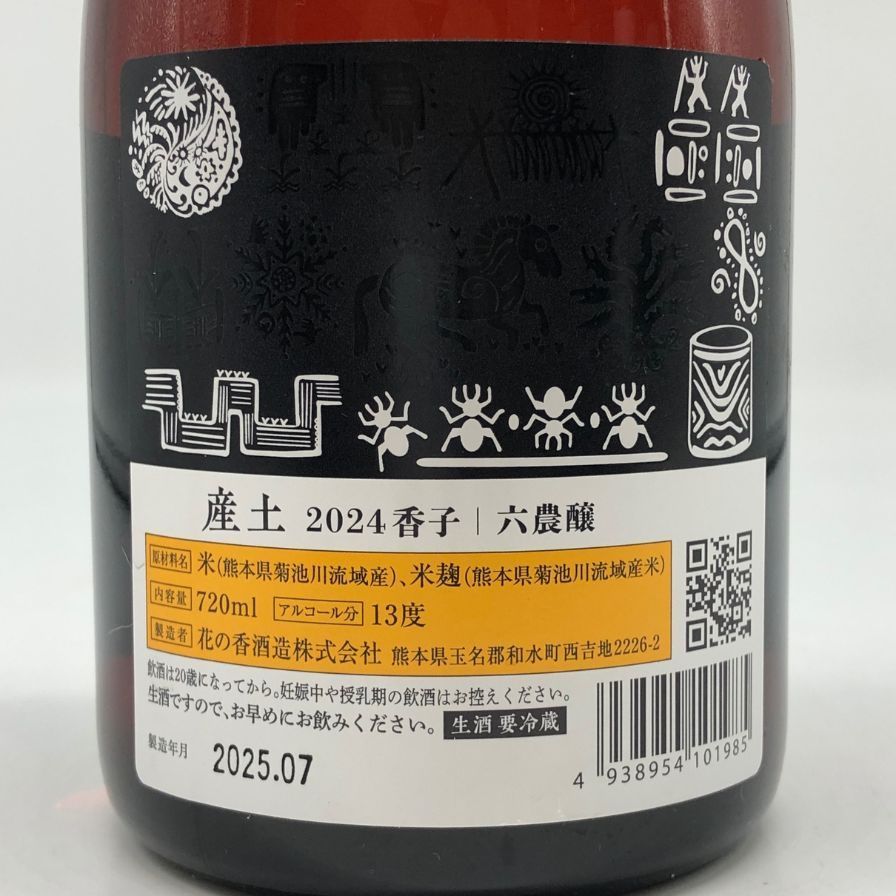 産土 2024香子|六農醸
原材料名 米(熊本県菊池川流域産)、米麹(熊本県菊池川流域産米)
内容量 720ml アルコール分 13度
製造者 花の香酒造株式会社 熊本県玉名郡和水町西吉地2226-2
飲酒は20歳になってから。妊娠中や授乳期の飲酒はお控えください。
生酒ですので、お早めにお飲みください。 生酒 要冷蔵
製造年月 2025.07
4 938954 101985